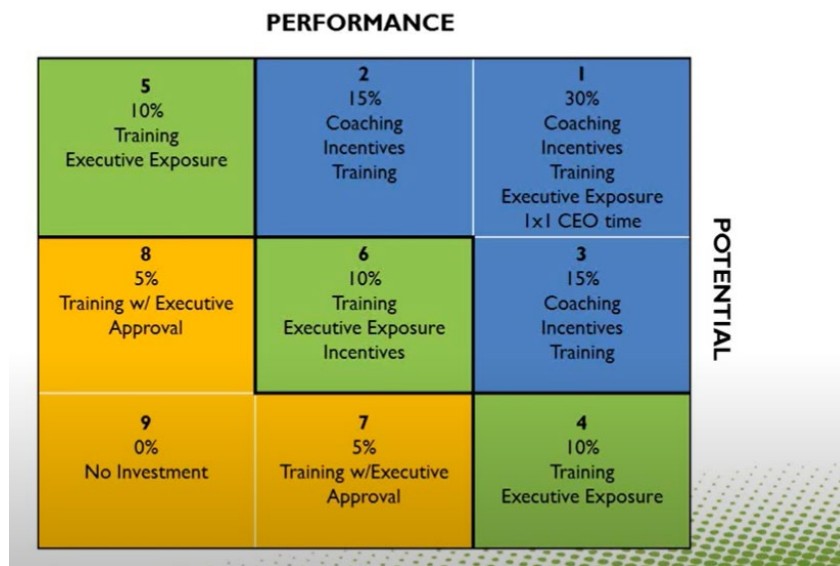 PERFORMANCE
5
10%
Training
Executive Exposure
2
15%
Coaching
Incentives
Training
1
30%
Coaching
Incentives
Training
Executive Exposure
1x1 CEO time
8
5%
Training w/ Executive
Approval
6
10%
Training
Executive Exposure
Incentives
3
15%
Coaching
Incentives
Training
9
0%
No Investment
7
5%
Training w/Executive
Approval
4
10%
Training
Executive Exposure
POTENTIAL